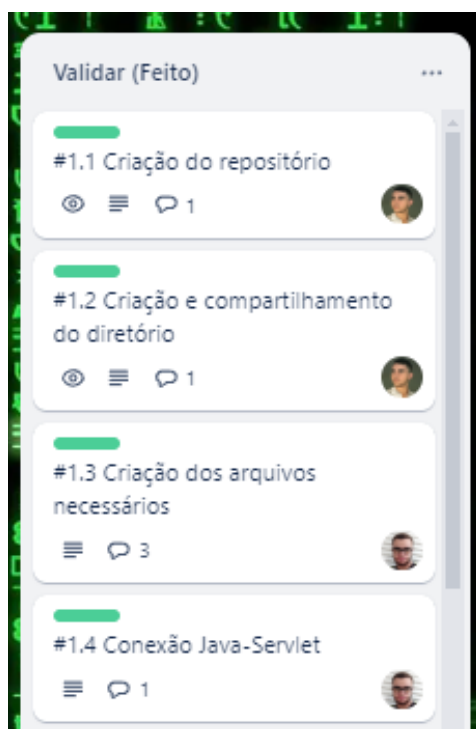 Validar (Feito)
#1.1 Criação do repositório
1
#1.2 Criação e compartilhamento
do diretório
1
#1.3 Criação dos arquivos
necessários
3
#1.4 Conexão Java-Servlet
1